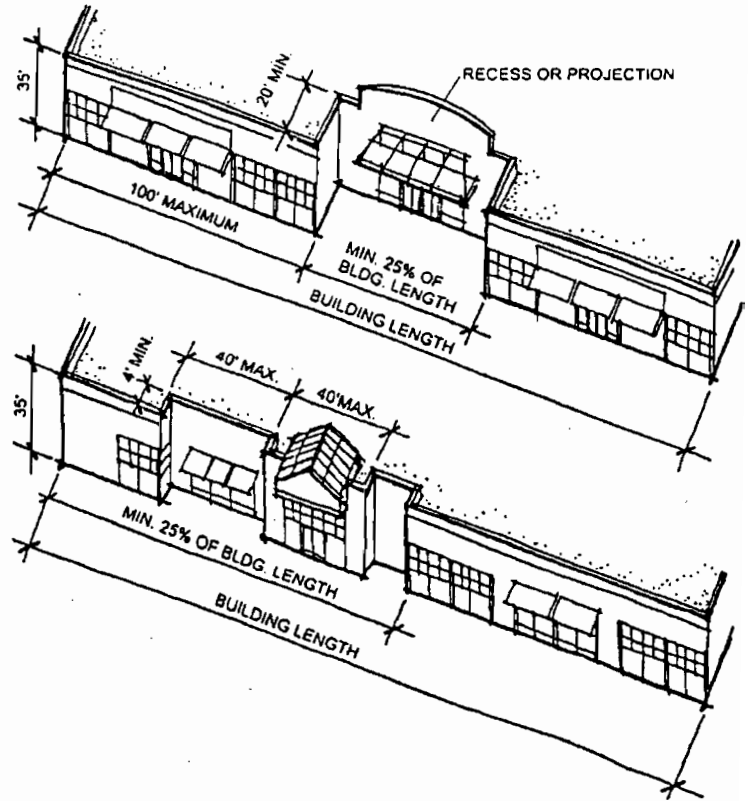 35'
20' MIN.
RECESS OR PROJECTION
100' MAXIMUM
MIN. 25% OF
BLDG. LENGTH
BUILDING LENGTH
35'
4' MIN.
40' MAX.
40'MAX.
MIN. 25% OF BLDG. LENGTH
BUILDING LENGTH